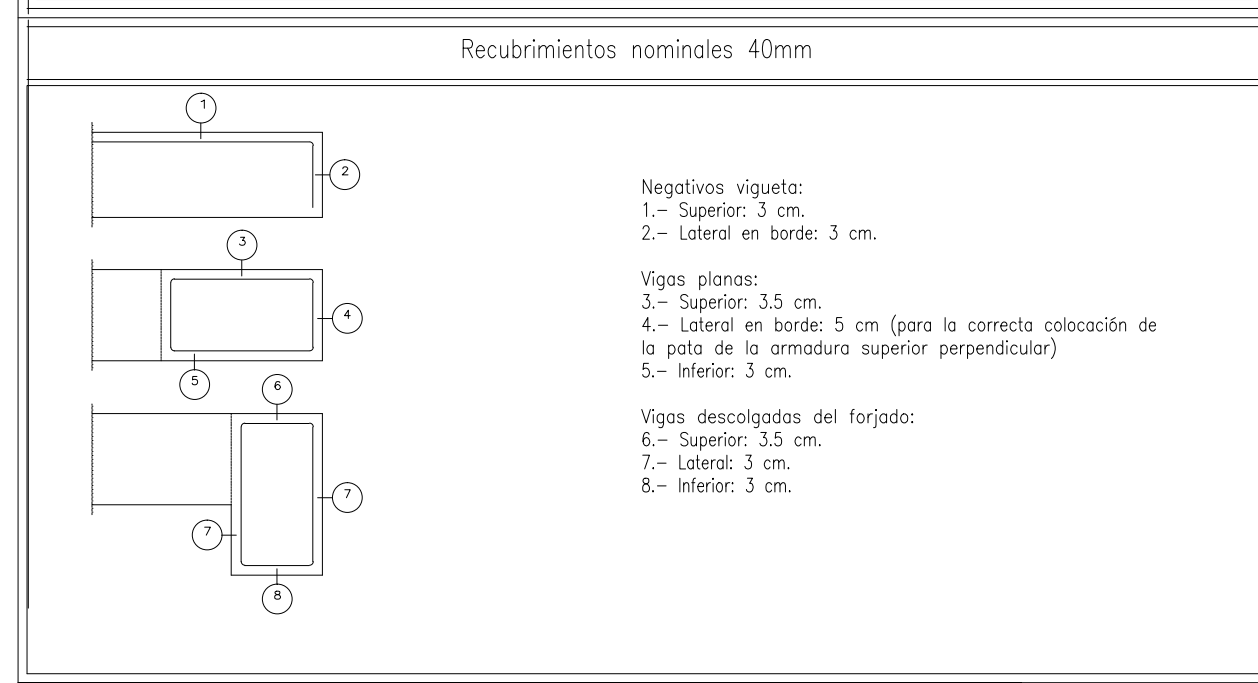 Recubrimientos nominales 40mm
1
2
3
4
5
6
7
7
8
Negativos vigueta:
1.– Superior: 3 cm.
2.– Lateral en borde: 3 cm.
Vigas planas:
3.– Superior: 3.5 cm.
4.– Lateral en borde: 5 cm (para la correcta colocación de
la pata de la armadura superior perpendicular)
5.– Inferior: 3 cm.
Vigas descolgadas del forjado:
6.– Superior: 3.5 cm.
7.– Lateral: 3 cm.
8.– Inferior: 3 cm.